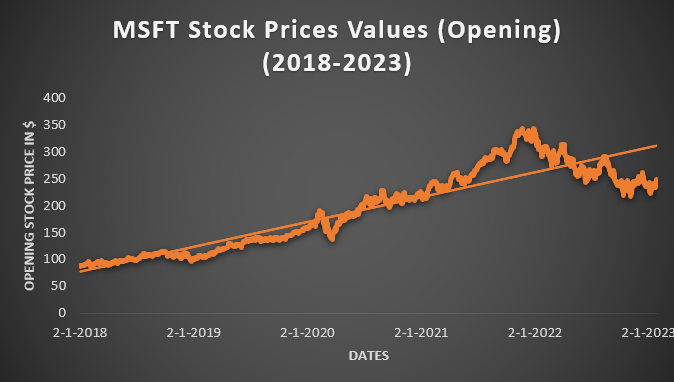 MSFT Stock Prices Values (Opening)
(2018-2023)
OPENING STOCK PRICE IN $
400
350
300
250
200
150
100
50
0
2-1-2018 2-1-2019 2-1-2020 2-1-2021 2-1-2022 2-1-2023
DATES